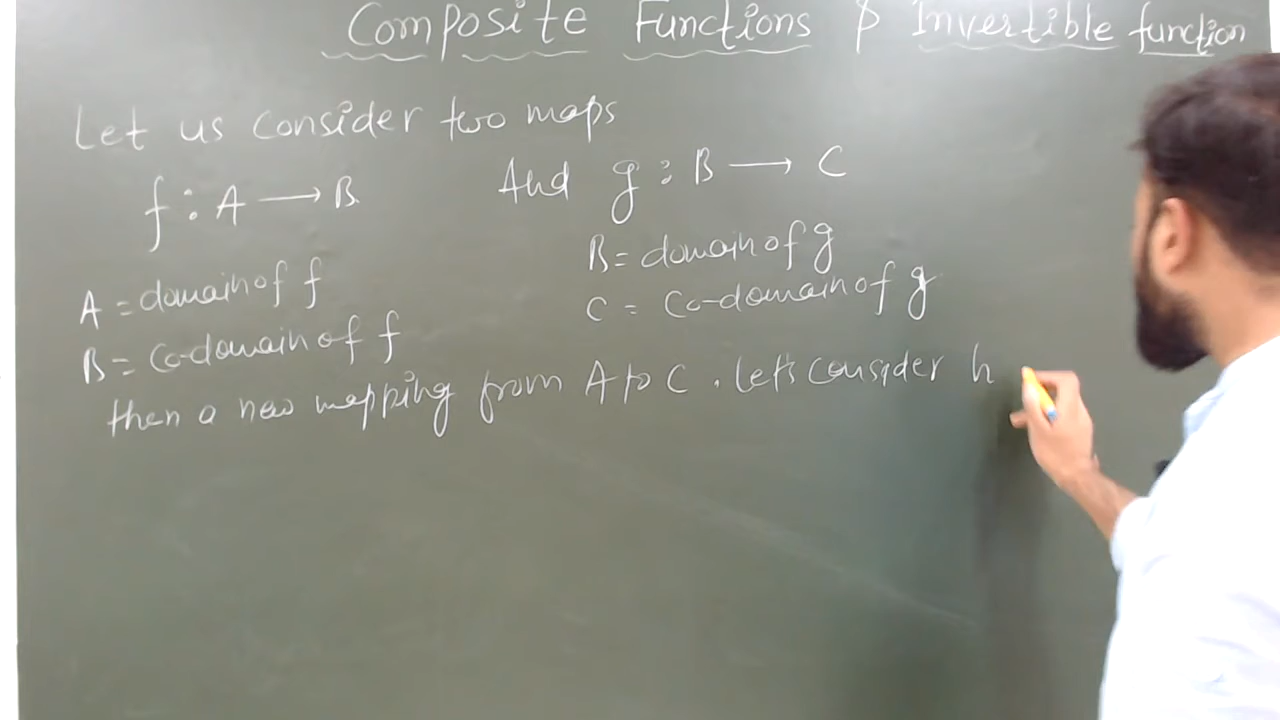 Composite Functions & Invertible function
Let us consider two maps
f : A ⟶ B And g : B ⟶ C
A = domain of f
B = Co-domain of f
B = domain of g
C = Co-domain of g
then a new mapping from A to C . Let's consider h